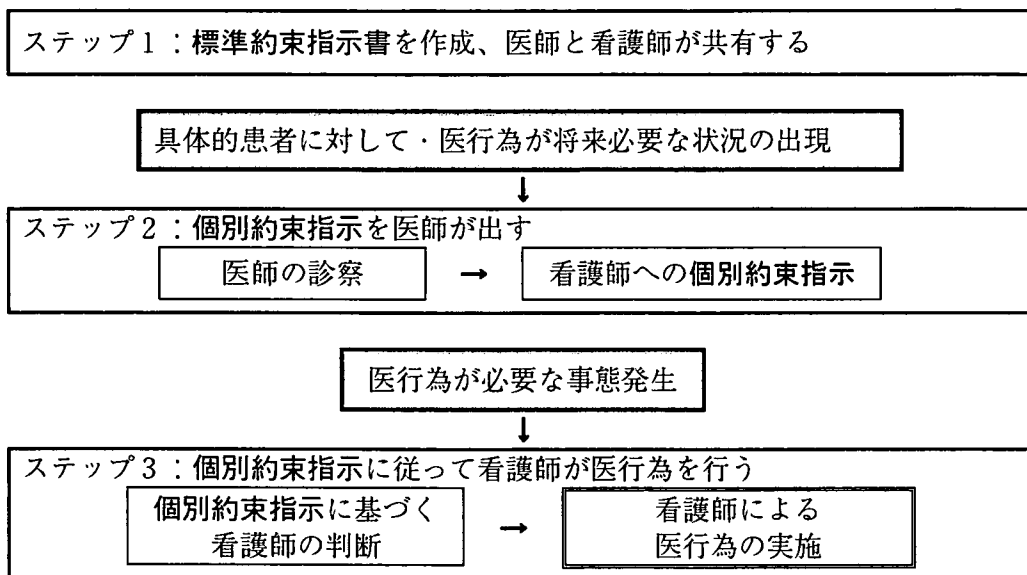 ステップ1：標準約束指示書を作成、医師と看護師が共有する
具体的患者に対して・医行為が将来必要な状況の出現
↓
ステップ2：個別約束指示を医師が出す
医師の診察 → 看護師への個別約束指示
医行為が必要な事態発生
↓
ステップ3：個別約束指示に従って看護師が医行為を行う
個別約束指示に基づく
看護師の判断
→
看護師による
医行為の実施